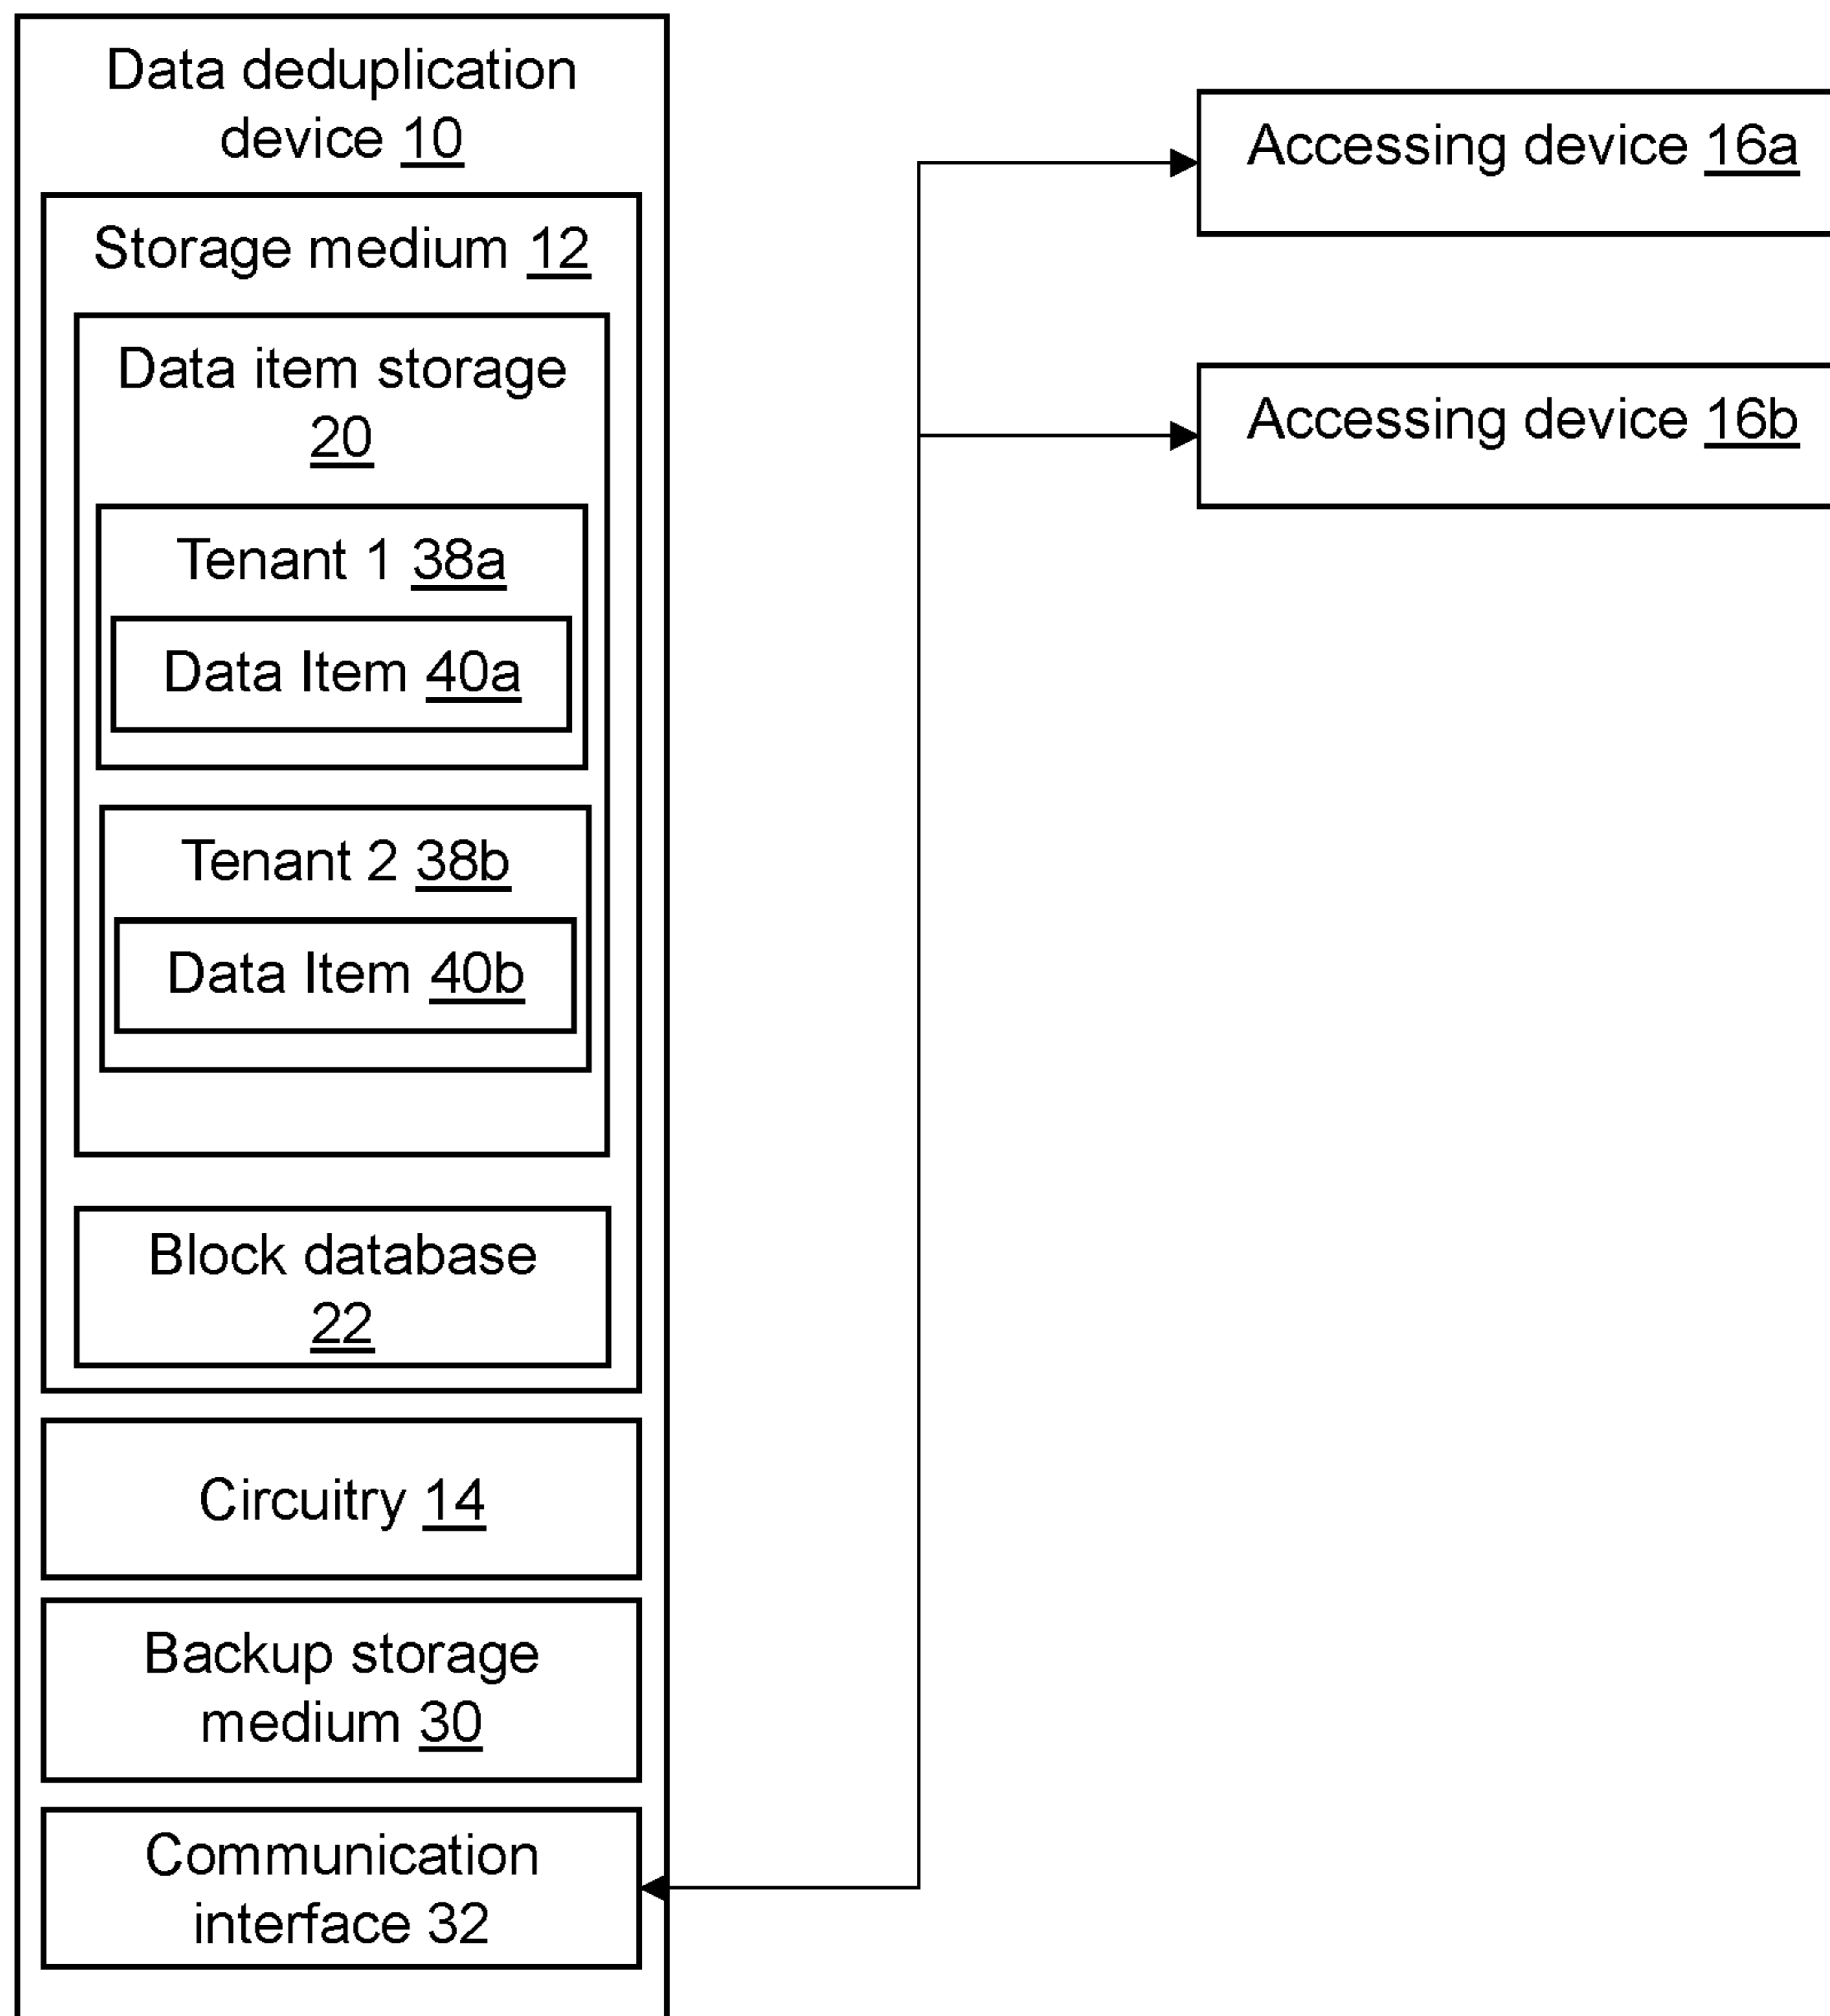 Data deduplication
device 10
Storage medium 12
Data item storage
20
Tenant 1 38a
Data Item 40a
Tenant 2 38b
Data Item 40b
Block database
22
Circuitry 14
Backup storage
medium 30
Communication
interface 32
Accessing device 16a
Accessing device 16b